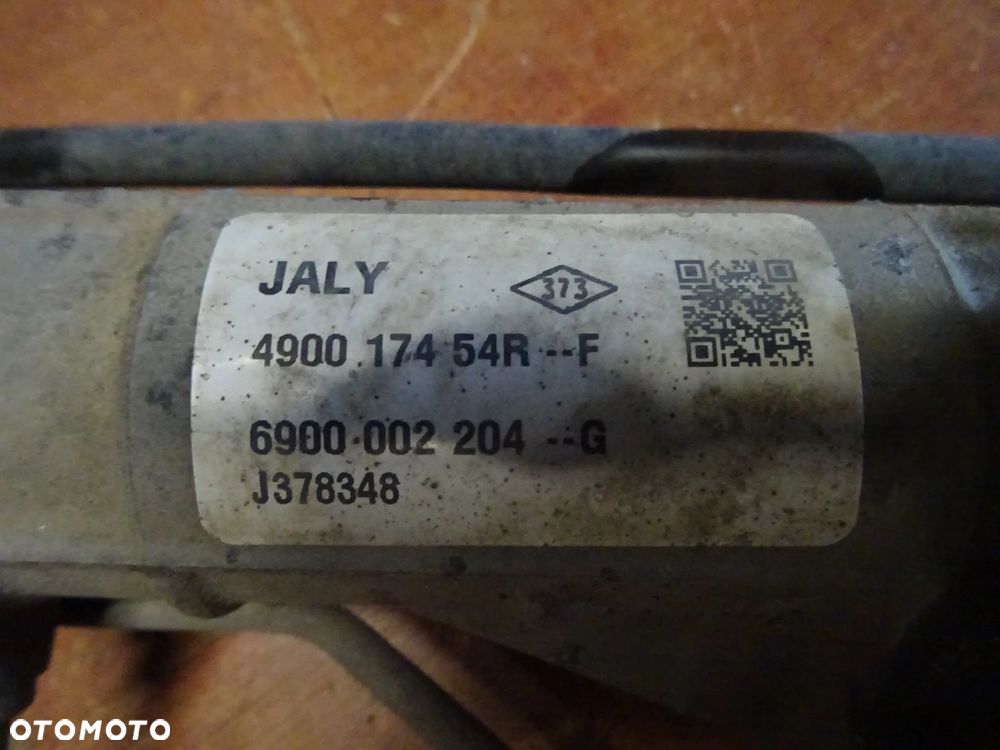 JALY
373
4900 174 54R --F
6900 002 204 --G
J378348
OTOMOTO